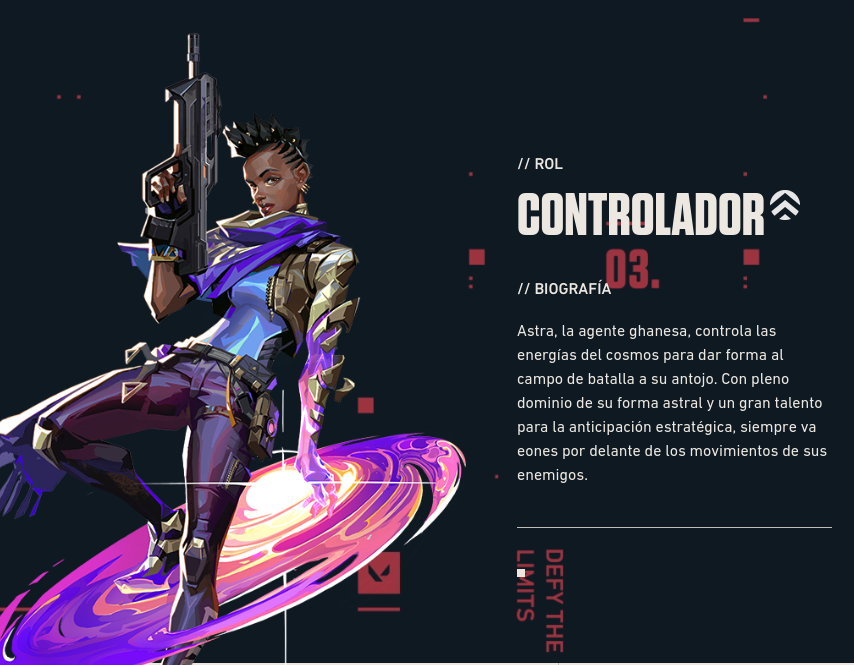 // ROL
CONTROLADOR
03.
// BIOGRAFÍA
Astra, la agente ghanesa, controla las
energías del cosmos para dar forma al
campo de batalla a su antojo. Con pleno
dominio de su forma astral y un gran talento
para la anticipación estratégica, siempre va
eones por delante de los movimientos de sus
enemigos.
DEFY THE
LIMITS